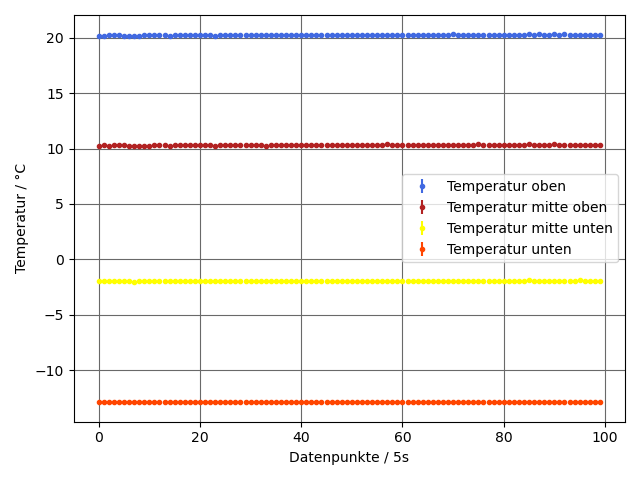 20
15
10
5
0
−5
−10
Temperatur / °C
Temperatur oben
Temperatur mitte oben
Temperatur mitte unten
Temperatur unten
0 20 40 60 80 100
Datenpunkte / 5s